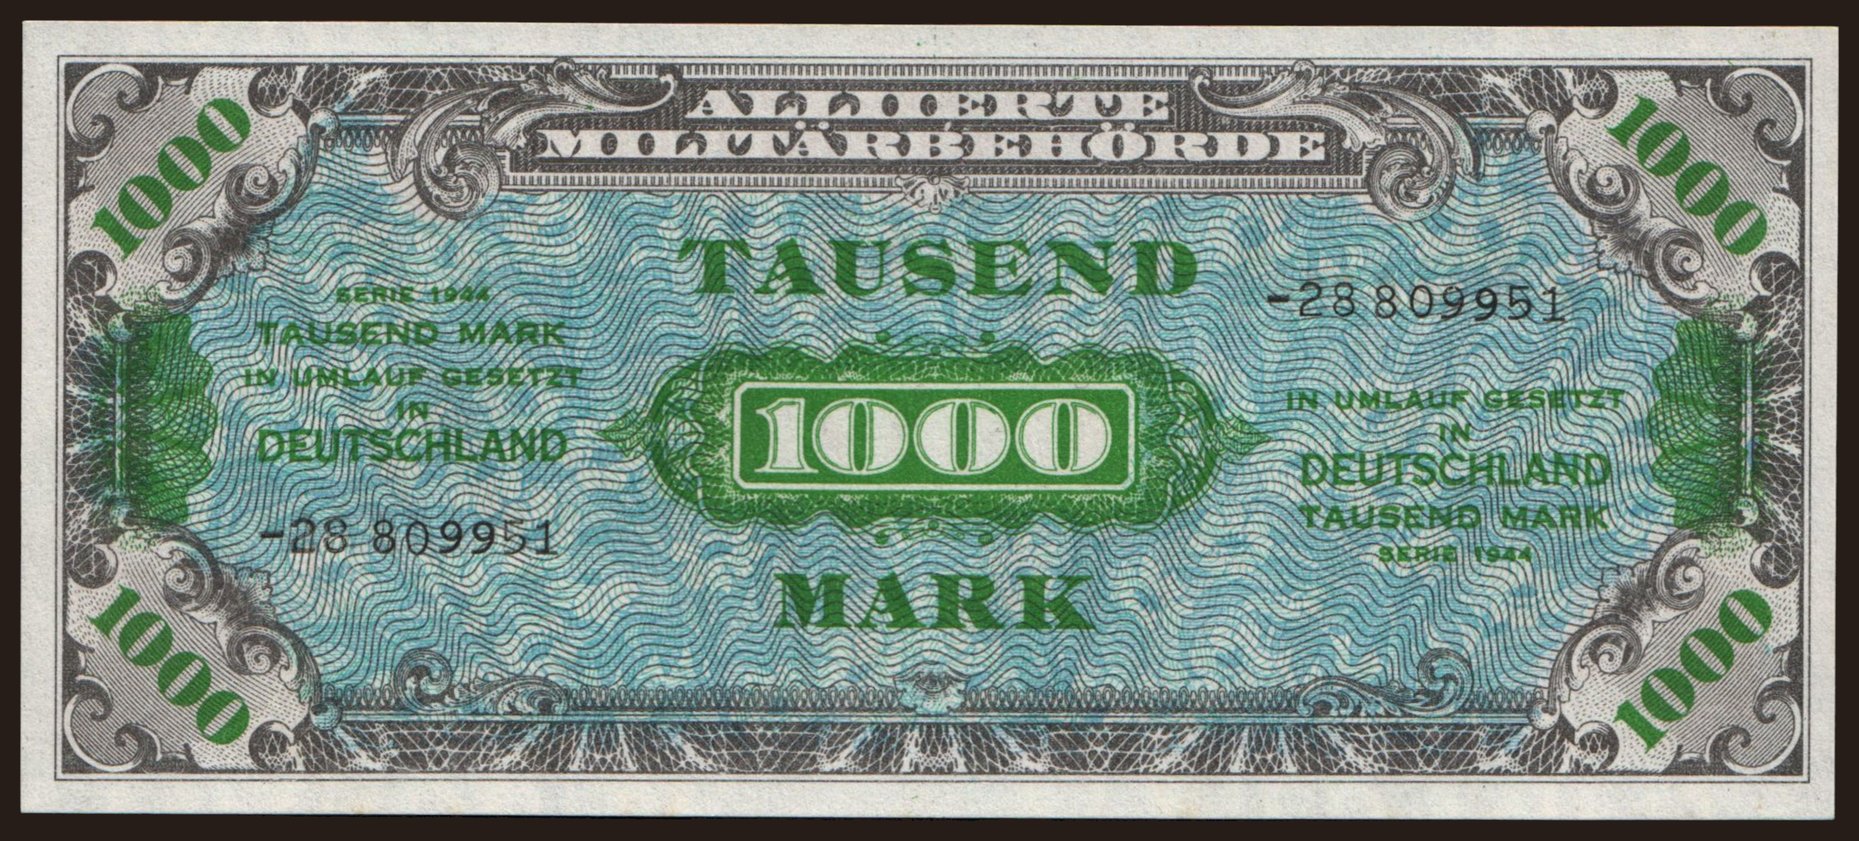 ALLIIERTE
MILITÄRBEHÖRDE
1000
1000
TAUSEND
SERIE 1944
TAUSEND MARK
IN UMLAUF GESETZT
IN
DEUTSCHLAND
-28 809951
1000
-28 809951
IN UMLAUF GESETZT
IN
DEUTSCHLAND
TAUSEND MARK
SERIE 1944
MARK
1000
1000